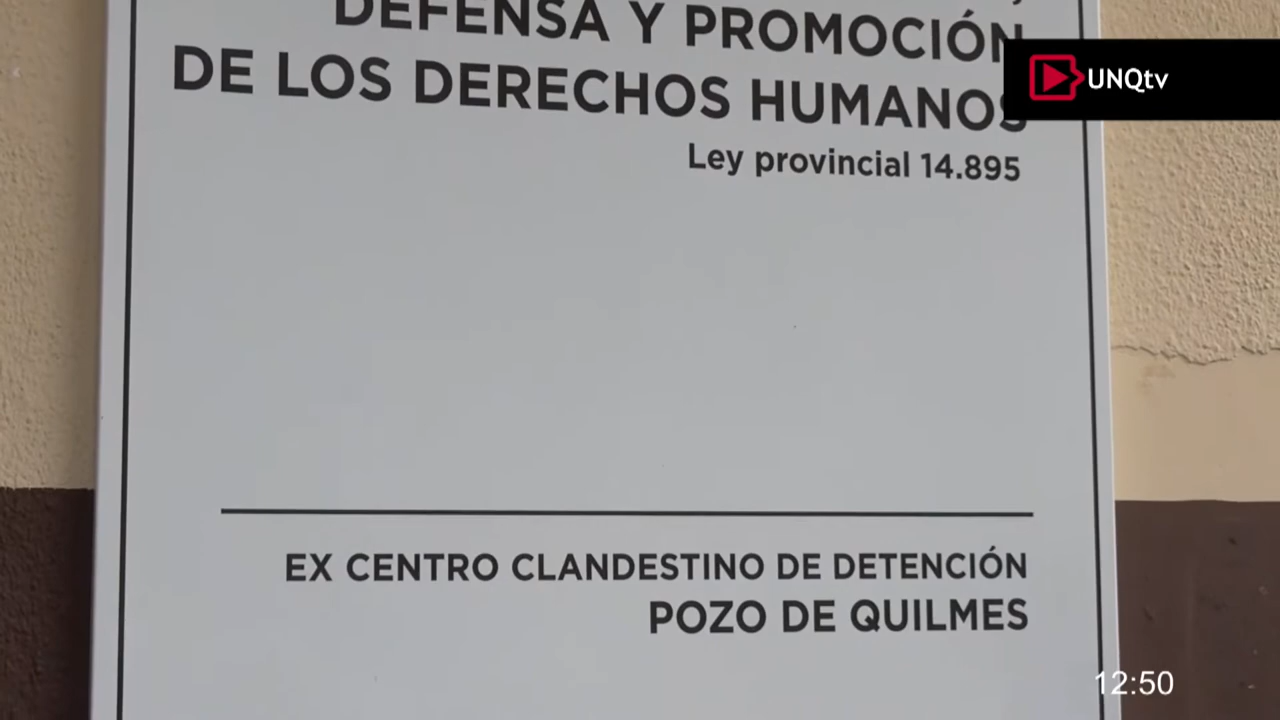 DEFENSA Y PROMOCIÓN
DE LOS DERECHOS HUMANOS
Ley provincial 14.895
EX CENTRO CLANDESTINO DE DETENCIÓN
POZO DE QUILMES
UNQtv
12:50